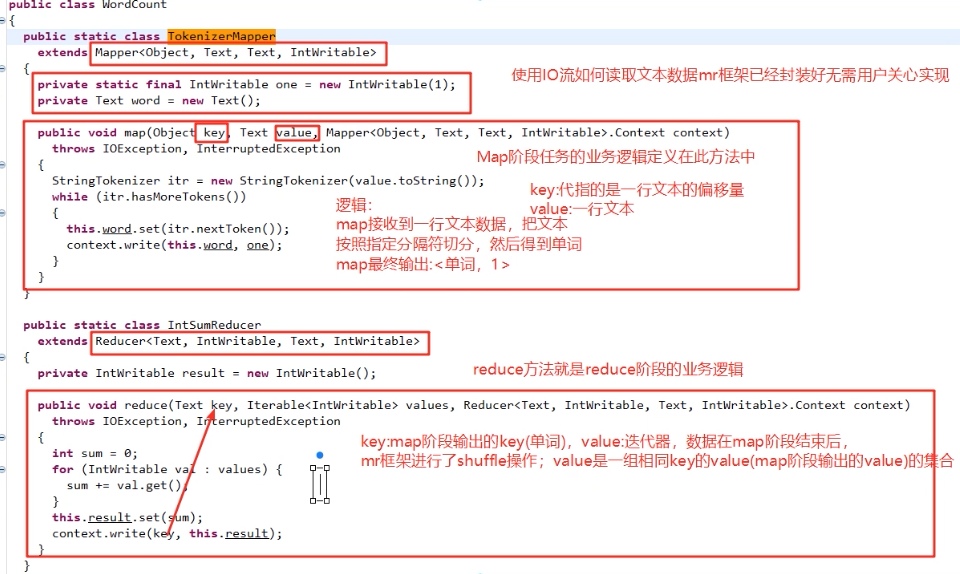 public class WordCount
{
public static class TokenizerMapper
extends Mapper<Object, Text, Text, IntWritable>
{
使用IO流如何读取文本数据mr框架已经封装好无需用户关心实现
private static final IntWritable one = new IntWritable(1);
private Text word = new Text();
public void map(Object key, Text value, Mapper<Object, Text, Text, IntWritable>.Context context)
throws IOException, InterruptedException
Map阶段任务的业务逻辑定义在此方法中
{
StringTokenizer itr = new StringTokenizer(value.toString());
key:代指的是一行文本的偏移量
while (itr.hasMoreTokens())
value:一行文本
{
逻辑:
this.word.set(itr.nextToken());
map接收到一行文本数据，把文本
context.write(this.word, one);
按照指定分隔符切分，然后得到单词
}
map最终输出:<单词，1>
}
}
public static class IntSumReducer
extends Reducer<Text, IntWritable, Text, IntWritable>
{
private IntWritable result = new IntWritable();
reduce方法就是reduce阶段的业务逻辑
public void reduce(Text key, Iterable<IntWritable> values, Reducer<Text, IntWritable, Text, IntWritable>.Context context)
throws IOException, InterruptedException
{
key:map阶段输出的key(单词)，value:迭代器，数据在map阶段结束后，
int sum = 0;
mr框架进行了shuffle操作；value是一组相同key的value(map阶段输出的value)的集合
for (IntWritable val : values) {
sum += val.get();
}
this.result.set(sum);
context.write(key, this.result);
}
}